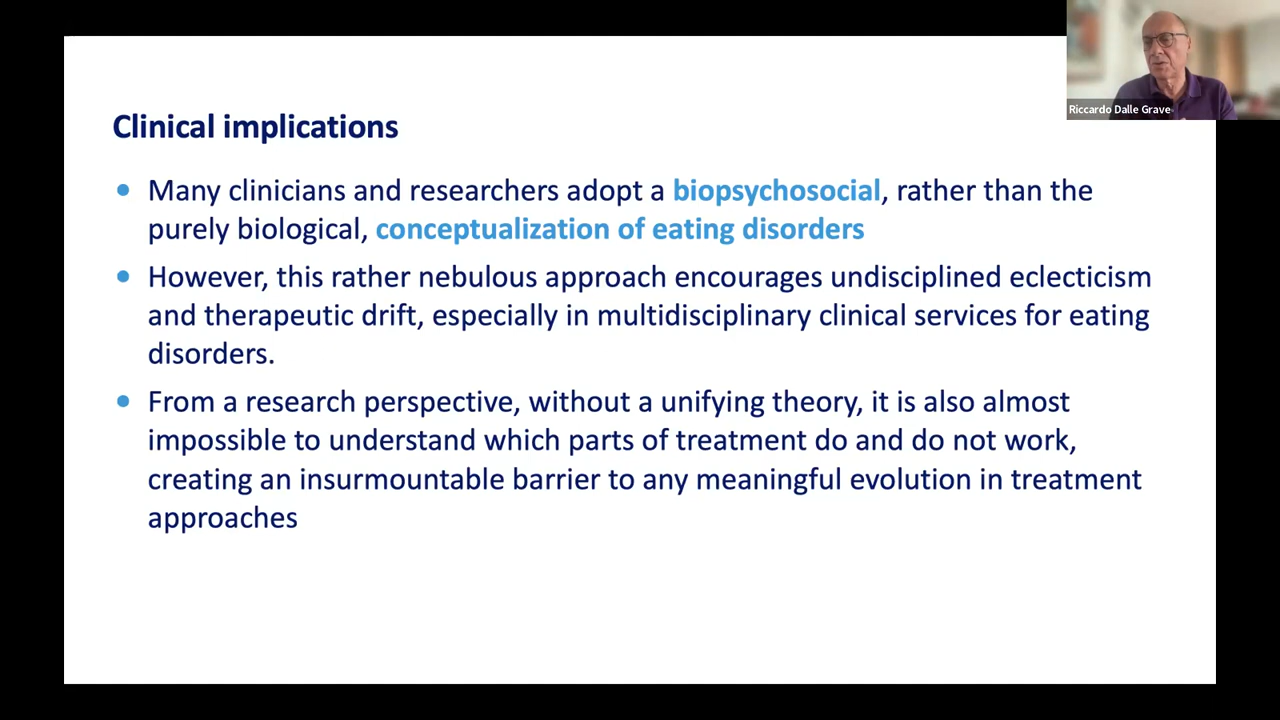 Riccardo Dalle Grave
Clinical implications
• Many clinicians and researchers adopt a biopsychosocial, rather than the
purely biological, conceptualization of eating disorders
• However, this rather nebulous approach encourages undisciplined eclecticism
and therapeutic drift, especially in multidisciplinary clinical services for eating
disorders.
• From a research perspective, without a unifying theory, it is also almost
impossible to understand which parts of treatment do and do not work,
creating an insurmountable barrier to any meaningful evolution in treatment
approaches